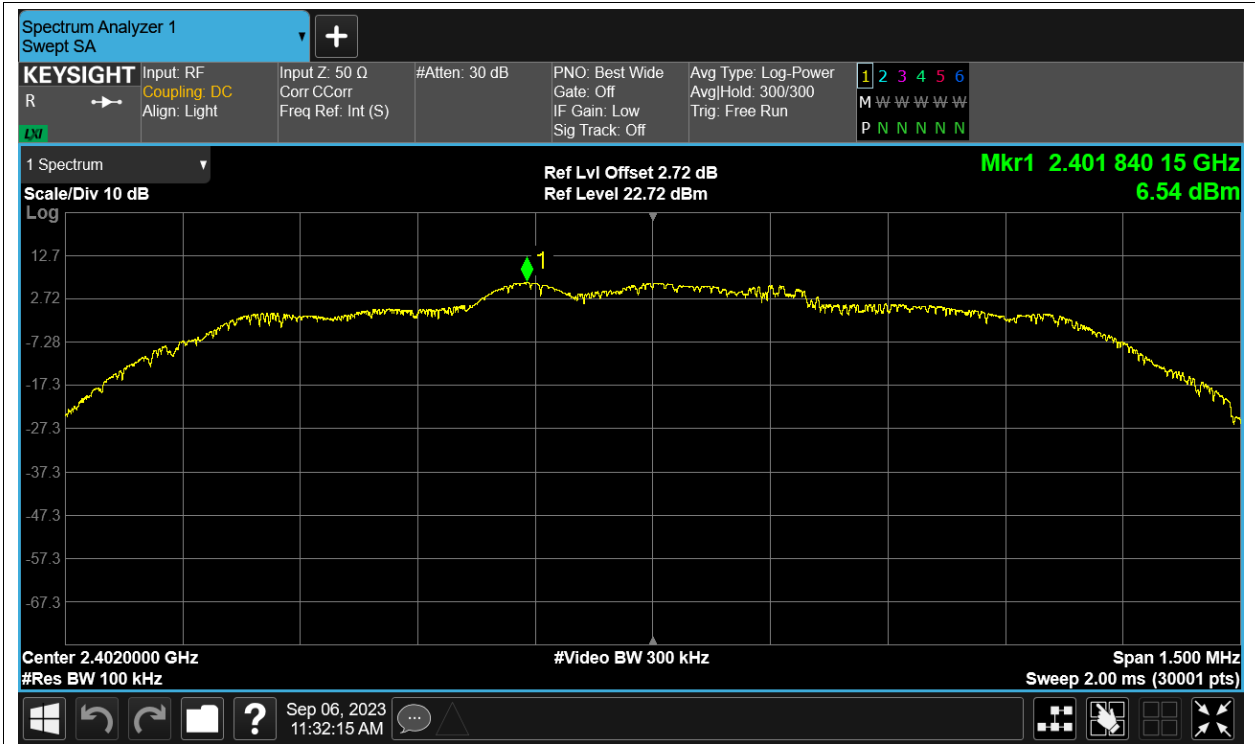 Spectrum Analyzer 1
Swept SA
KEYSIGHT
R
LXI
Input: RF
Coupling: DC
Align: Light
Input Z: 50 Ω
Corr CCorr
Freq Ref: Int (S)
#Atten: 30 dB
PNO: Best Wide
Gate: Off
IF Gain: Low
Sig Track: Off
Avg Type: Log-Power
Avg|Hold: 300/300
Trig: Free Run
1 2 3 4 5 6
M W W W W W
P N N N N N
1 Spectrum
Scale/Div 10 dB
Log
Ref Lvl Offset 2.72 dB
Ref Level 22.72 dBm
Mkr1 2.401 840 15 GHz
6.54 dBm
1
12.7
2.72
-7.28
-17.3
-27.3
-37.3
-47.3
-57.3
-67.3
Center 2.4020000 GHz
#Res BW 100 kHz
#Video BW 300 kHz
Span 1.500 MHz
Sweep 2.00 ms (30001 pts)
?
Sep 06, 2023
11:32:15 AM